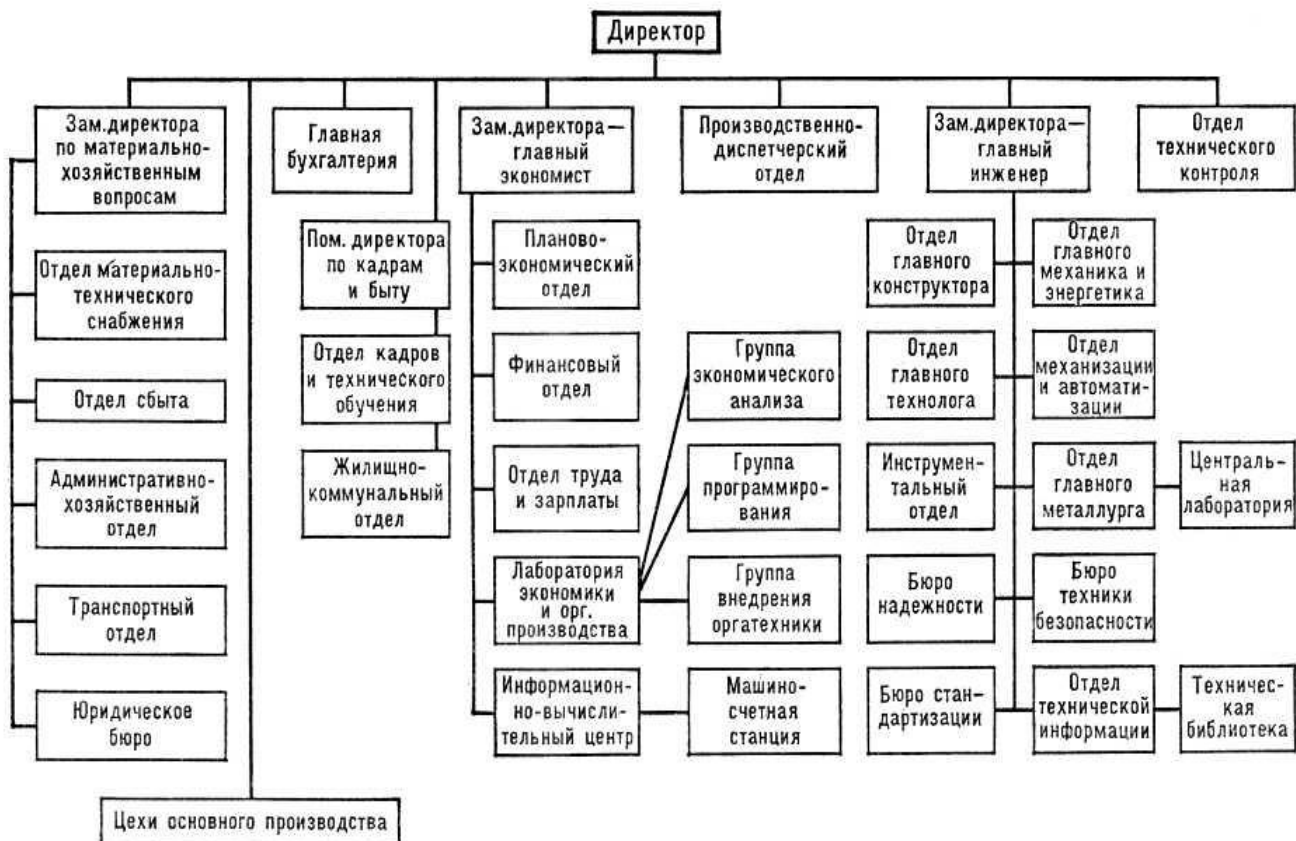 Директор
Зам.директора
по материально-
хозяйственным
вопросам
Главная
бухгалтерия
Зам.директора—
главный
экономист
Производственно-
диспетчерский
отдел
Зам.директора—
главный
инженер
Отдел
технического
контроля
Отдел материально-
технического
снабжения
Отдел сбыта
Административно-
хозяйственный
отдел
Транспортный
отдел
Юридическое
бюро
Цехи основного производства
Пом. директора
по кадрам
и быту
Отдел кадров
и технического
обучения
Жилищно-
коммунальный
отдел
Планово-
экономический
отдел
Финансовый
отдел
Отдел труда
и зарплаты
Лаборатория
экономики
и орг.
производства
Информацион-
но-вычисли-
тельный центр
Группа
экономического
анализа
Группа
программиро-
вания
Группа
внедрения
оргатехники
Машино-
счетная
станция
Отдел
главного
конструктора
Отдел
главного
технолога
Инструмен-
тальный
отдел
Бюро
надежности
Бюро стан-
дартизации
Отдел
главного
механика и
энергетика
Отдел
механизации
и автомати-
зации
Отдел
главного
металлурга
Бюро
техники
безопасности
Отдел
технической
информации
Централь-
ная
лаборатория
Техничес-
кая
библиотека